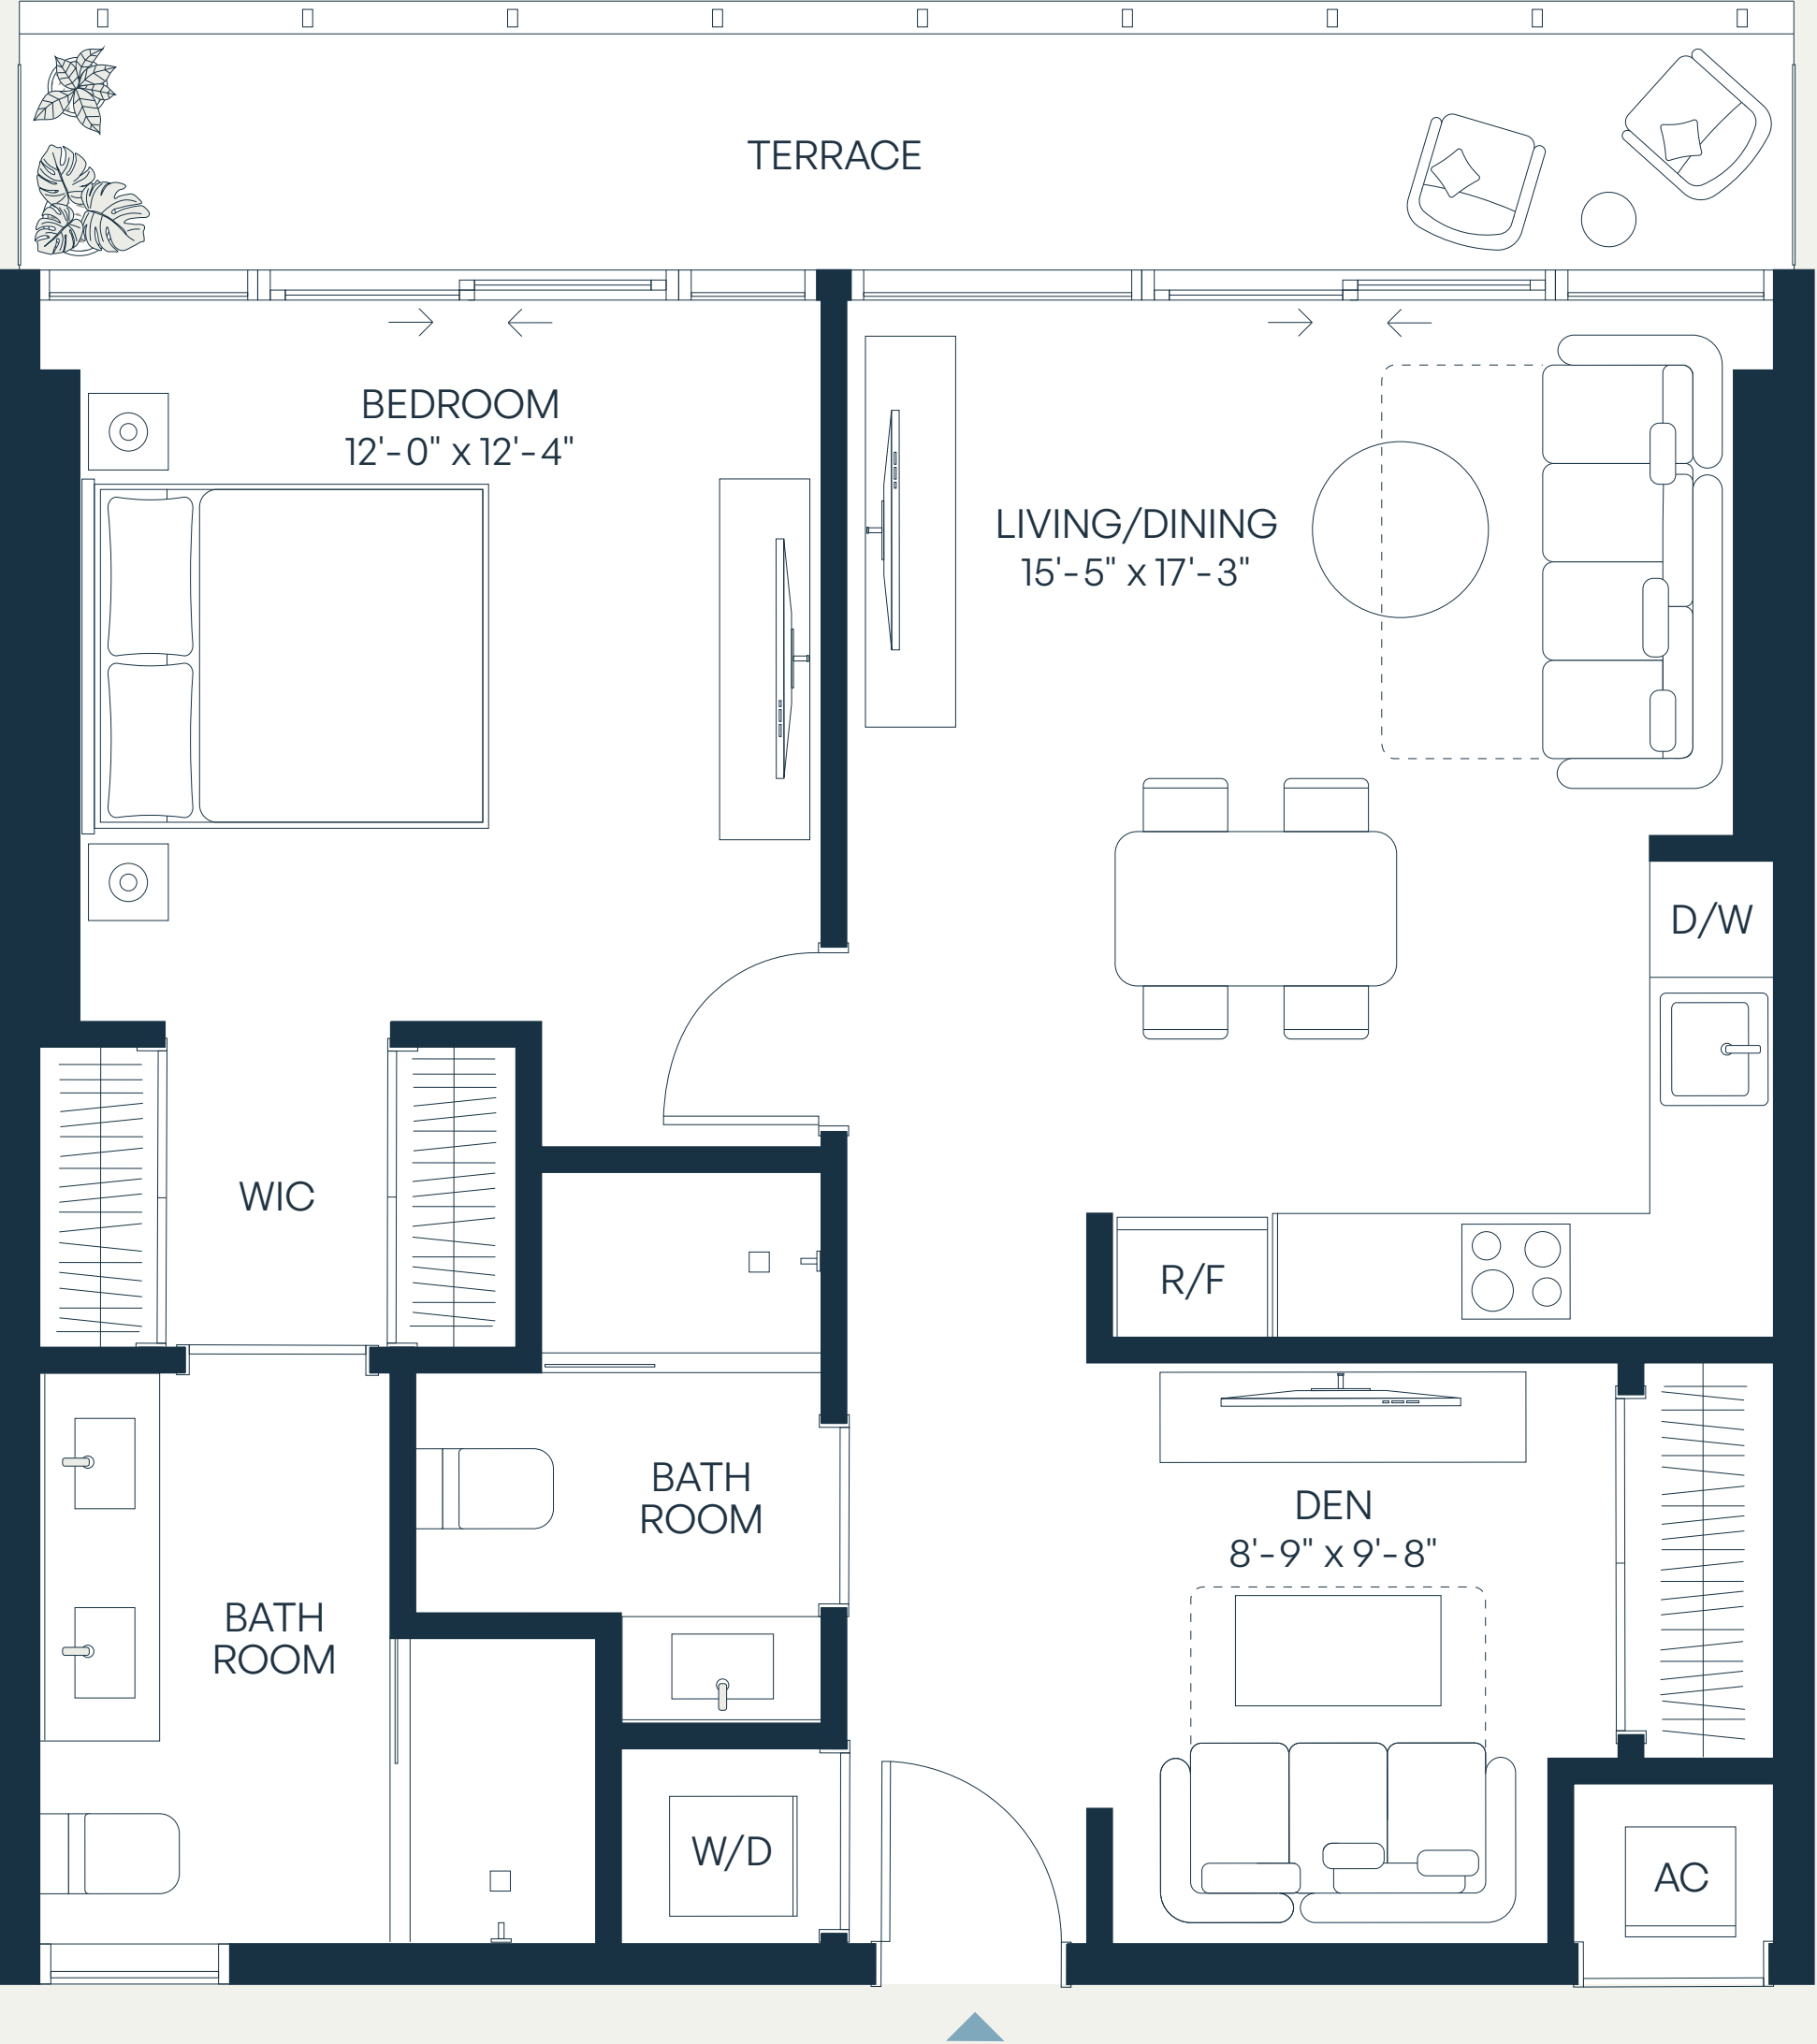 TERRACE
BEDROOM
12'-0" x 12'-4"
LIVING/DINING
15'-5" x 17'-3"
D/W
WIC
R/F
BATH
ROOM
DEN
8'-9" x 9'-8"
BATH
ROOM
W/D
AC